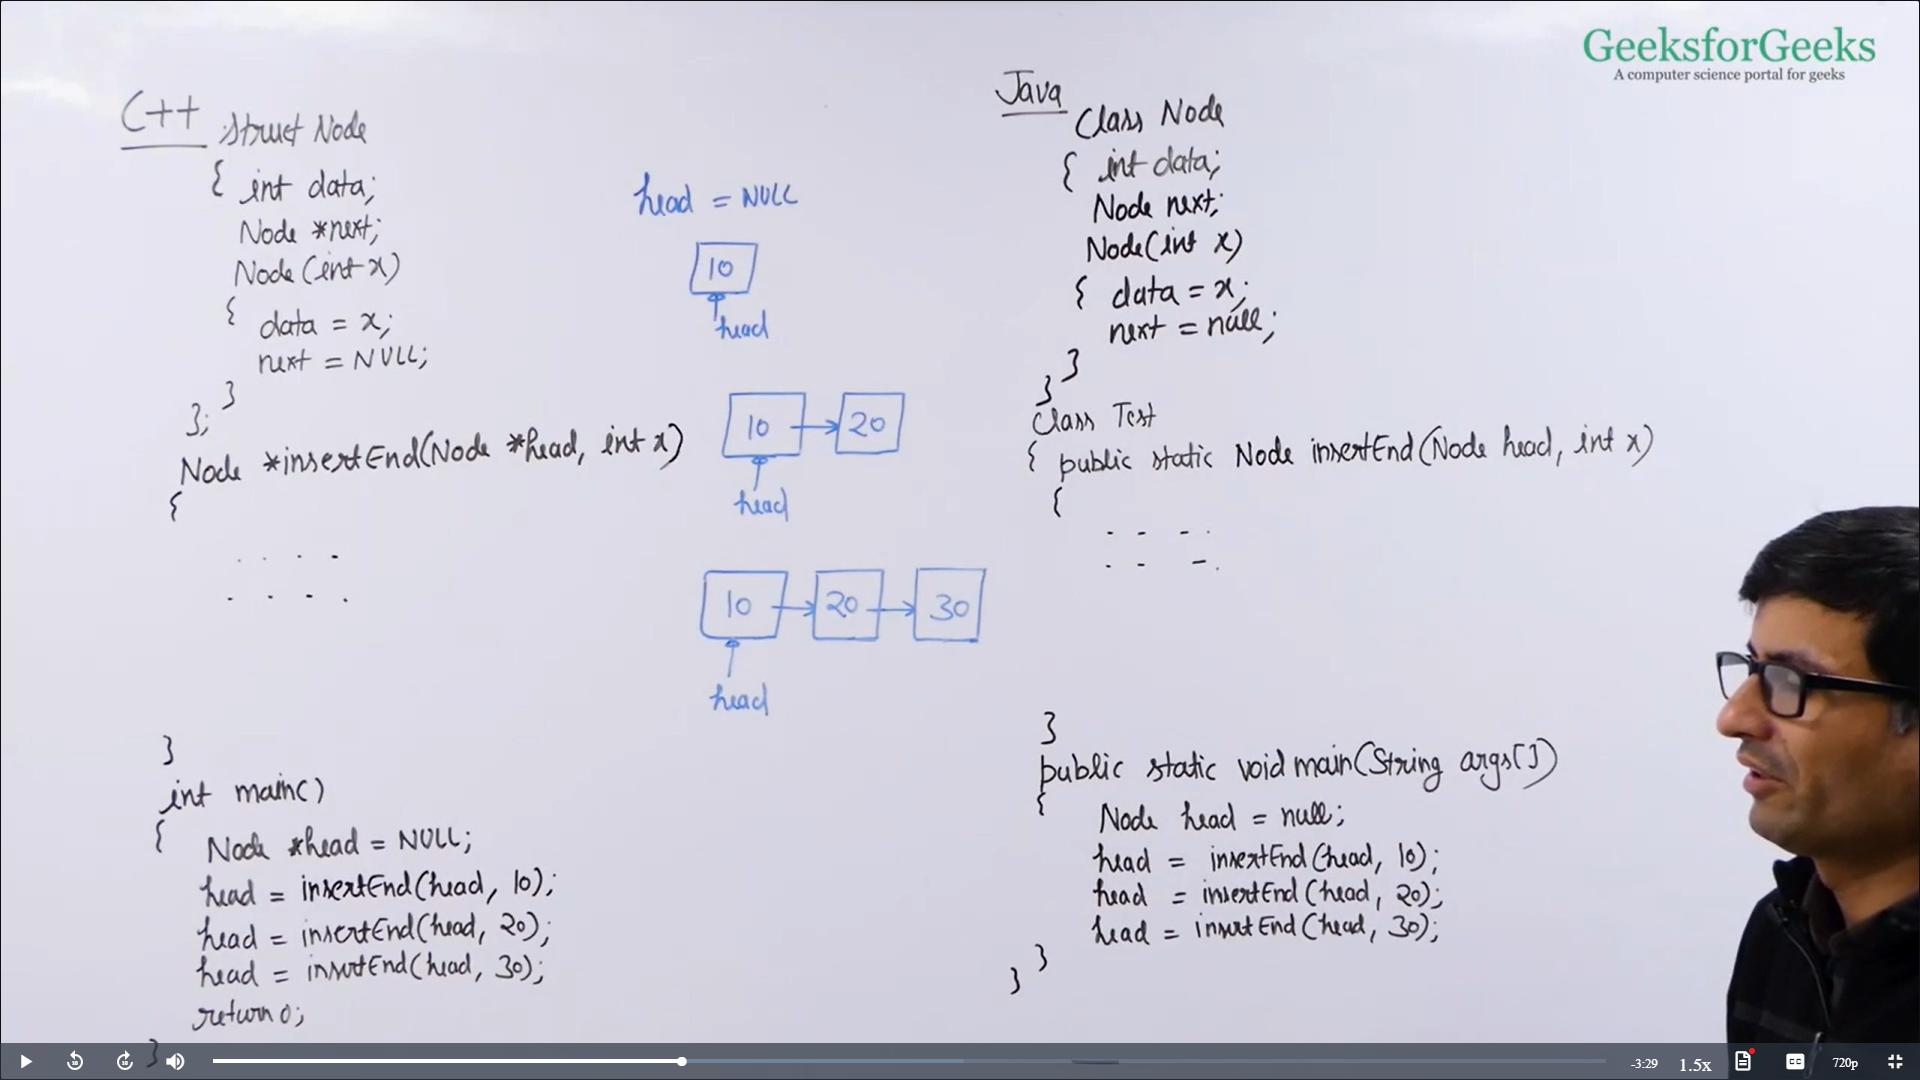 GeeksforGeeks
A computer science portal for geeks
C++
struct Node
{ int data;
Node *next;
Node(int x)
{ data = x;
next = NULL;
}
};
Node *insertEnd(Node *head, int x)
{
. . . .
. . . .
}
int main()
{ Node *head = NULL;
head = insertEnd(head, 10);
head = insertEnd(head, 20);
head = insertEnd(head, 30);
return 0;
}
head = NULL
10
head
10 20
head
10 20 30
head
Java
Class Node
{ int data;
Node next;
Node(int x)
{ data = x;
next = null;
}
}
Class Test
{ public static Node insertEnd(Node head, int x)
{
. . . .
. . . .
}
public static void main(String args[])
{ Node head = null;
head = insertEnd(head, 10);
head = insertEnd(head, 20);
head = insertEnd(head, 30);
}
}
10 10 -3:29 1.5x CC 720p